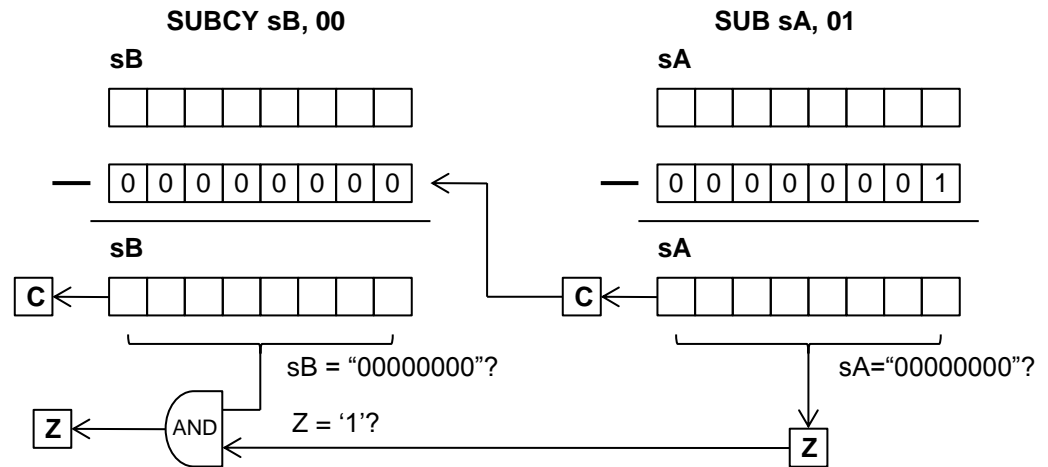 SUBCY sB, 00 SUB sA, 01
sB sA
0 0 0 0 0 0 0 0 0 0 0 0 0 0 0 1
sB sA
C C
sB = “00000000”? sA=“00000000”?
Z AND Z = ‘1’? Z